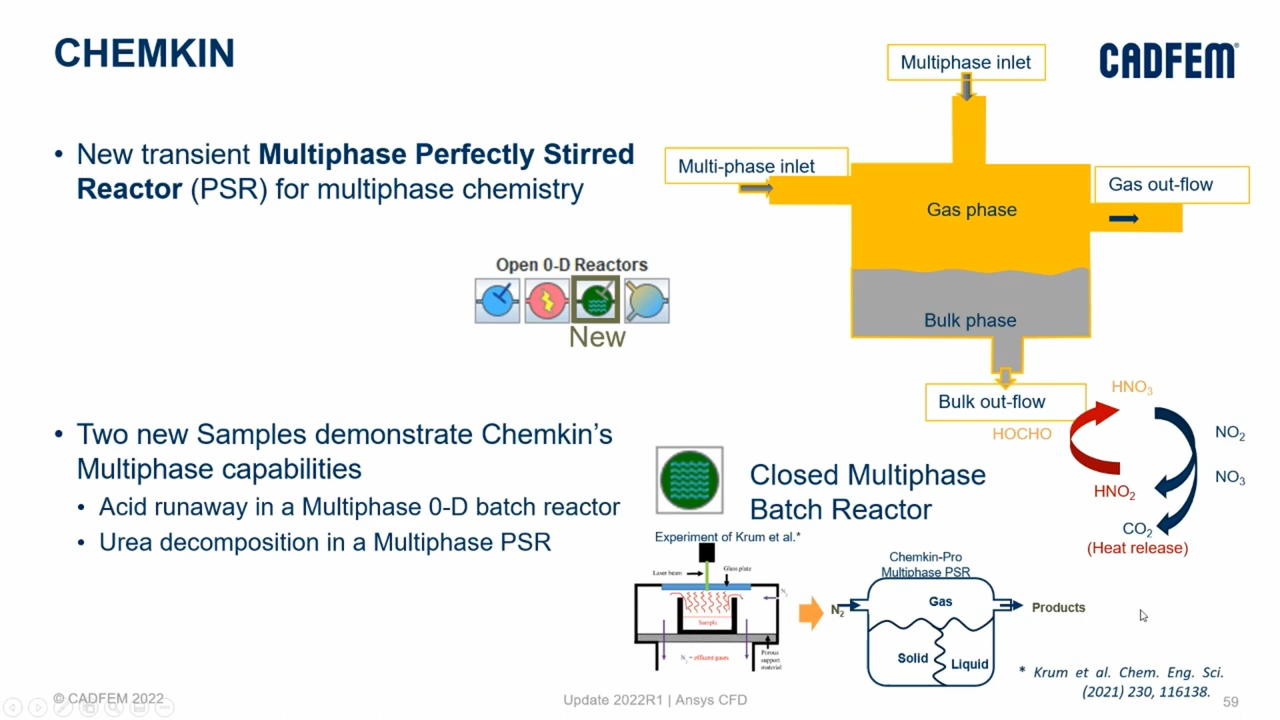 CHEMKIN
CADFEM
• New transient Multiphase Perfectly Stirred
Reactor (PSR) for multiphase chemistry
Multiphase inlet
Multi-phase inlet
Gas out-flow
Gas phase
Bulk phase
Bulk out-flow
Open 0-D Reactors
New
• Two new Samples demonstrate Chemkin's
Multiphase capabilities
• Acid runaway in a Multiphase 0-D batch reactor
• Urea decomposition in a Multiphase PSR
Closed Multiphase
Batch Reactor
HNO3
HOCHO
NO2
NO3
HNO2
CO2
(Heat release)
Experiment of Krum et al.*
Laser beam
Glass plate
N2
Sample
N2 + effluent gases
Porous
support
material
Chemkin-Pro
Multiphase PSR
N2
Gas
Products
Solid
Liquid
* Krum et al. Chem. Eng. Sci.
(2021) 230, 116138.
© CADFEM 2022
Update 2022R1 | Ansys CFD
59